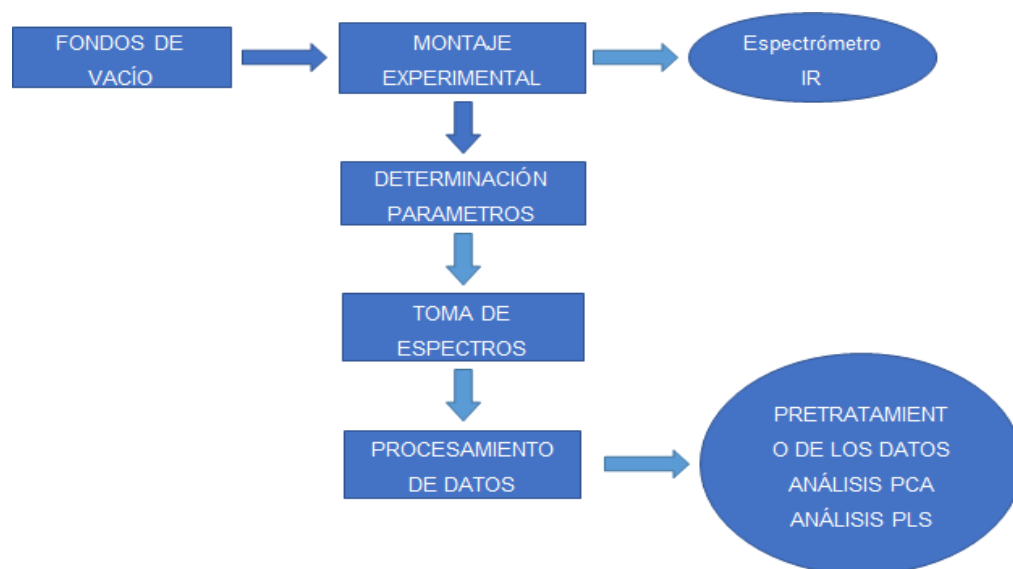 FONDOS DE
VACÍO
MONTAJE
EXPERIMENTAL
Espectrómetro
IR
DETERMINACIÓN
PARAMETROS
TOMA DE
ESPECTROS
PROCESAMIENTO
DE DATOS
PRETRATAMIENT
O DE LOS DATOS
ANÁLISIS PCA
ANÁLISIS PLS